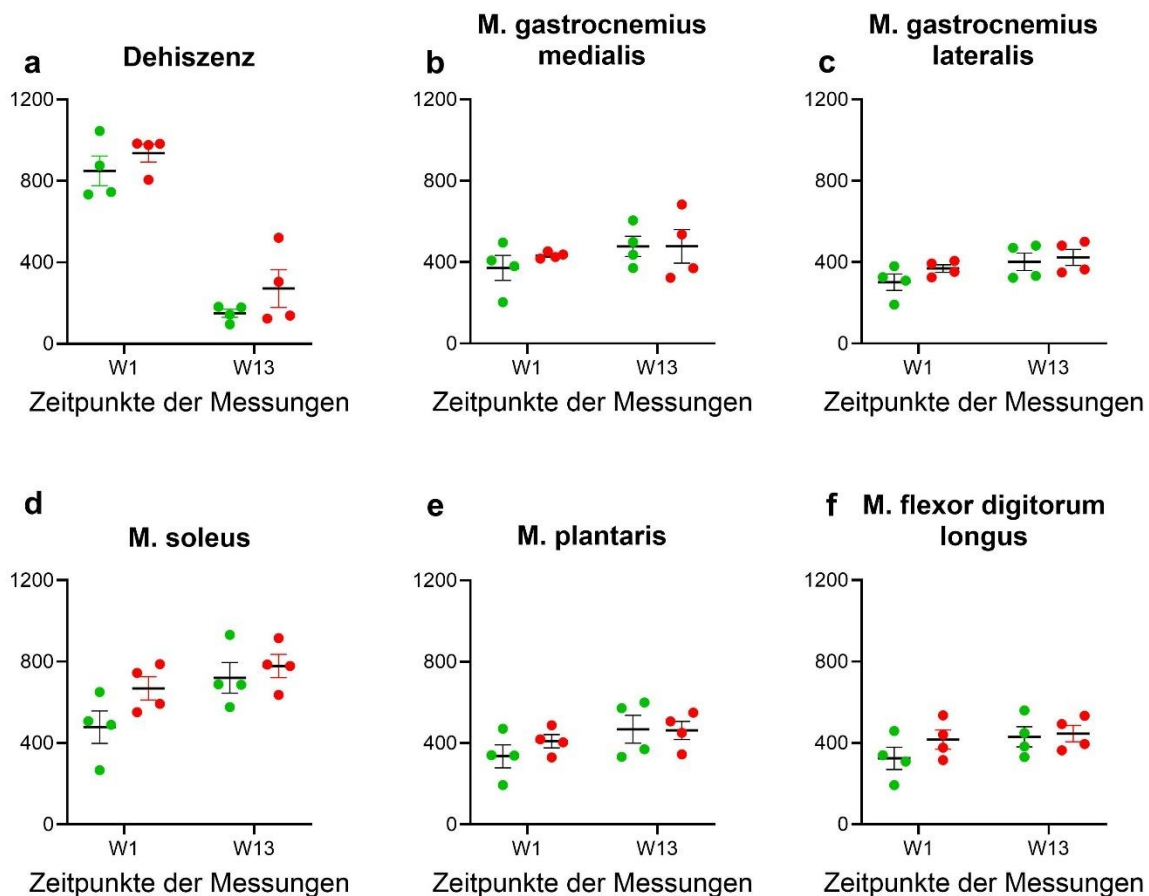 a
Dehiszenz
1200
800
400
0
W1 W13
Zeitpunkte der Messungen
b
M. gastrocnemius
medialis
1200
800
400
0
W1 W13
Zeitpunkte der Messungen
c
M. gastrocnemius
lateralis
1200
800
400
0
W1 W13
Zeitpunkte der Messungen
d
M. soleus
1200
800
400
0
W1 W13
Zeitpunkte der Messungen
e
M. plantaris
1200
800
400
0
W1 W13
Zeitpunkte der Messungen
f
M. flexor digitorum
longus
1200
800
400
0
W1 W13
Zeitpunkte der Messungen